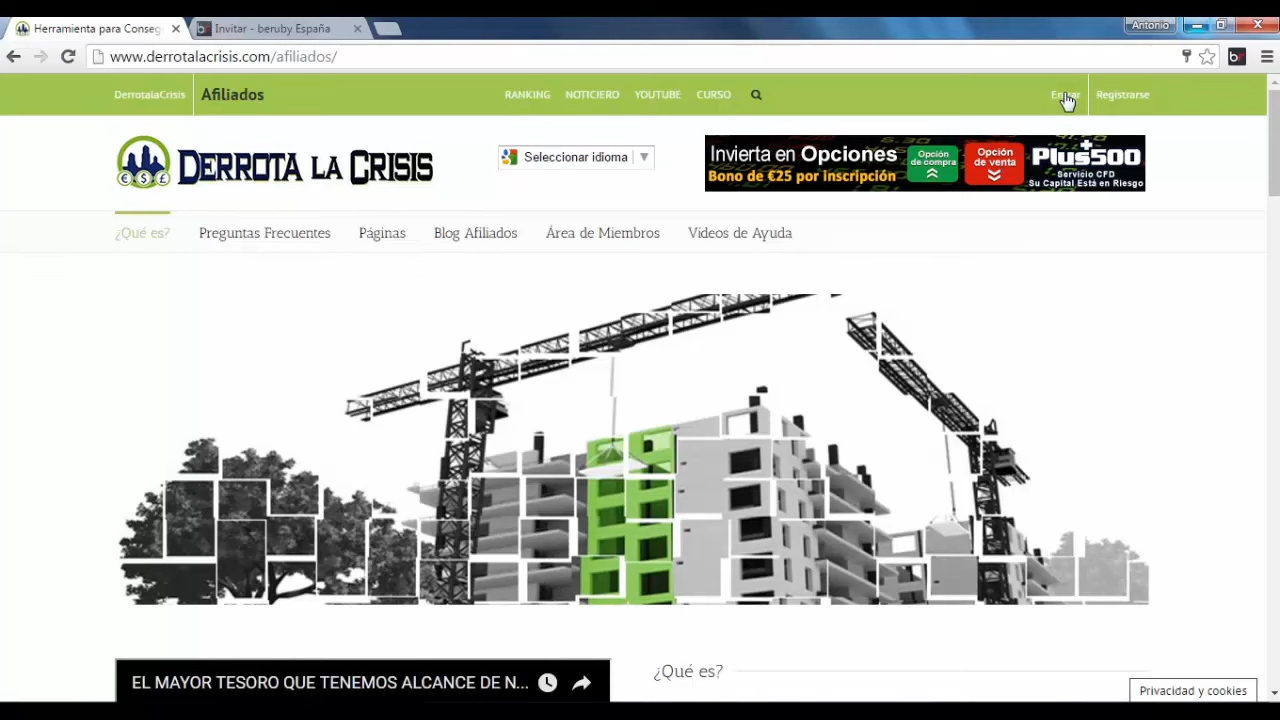 Herramienta para Conseg
Invitar - beruby España
Antonio
www.derrotalacrisis.com/afiliados/
br
DerrotalaCrisis
Afiliados
RANKING
NOTICIERO
YOUTUBE
CURSO
Entrar
Registrarse
DERROTA LA CRISIS
€ $ £
Seleccionar idioma
Invierta en Opciones
Bono de €25 por inscripción
Opción de compra
Opción de venta
Plus500
Servicio CFD
Su Capital Está en Riesgo
¿Qué es?
Preguntas Frecuentes
Páginas
Blog Afiliados
Área de Miembros
Vídeos de Ayuda
EL MAYOR TESORO QUE TENEMOS ALCANCE DE N...
¿Qué es?
Privacidad y cookies